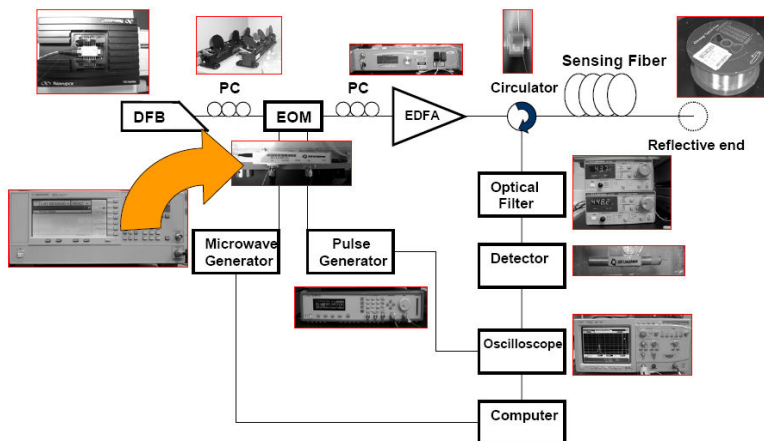 PC
PC
Sensing Fiber
Circulator
DFB
EOM
EDFA
Reflective end
Optical
Filter
Microwave
Generator
Pulse
Generator
Detector
Oscilloscope
Computer